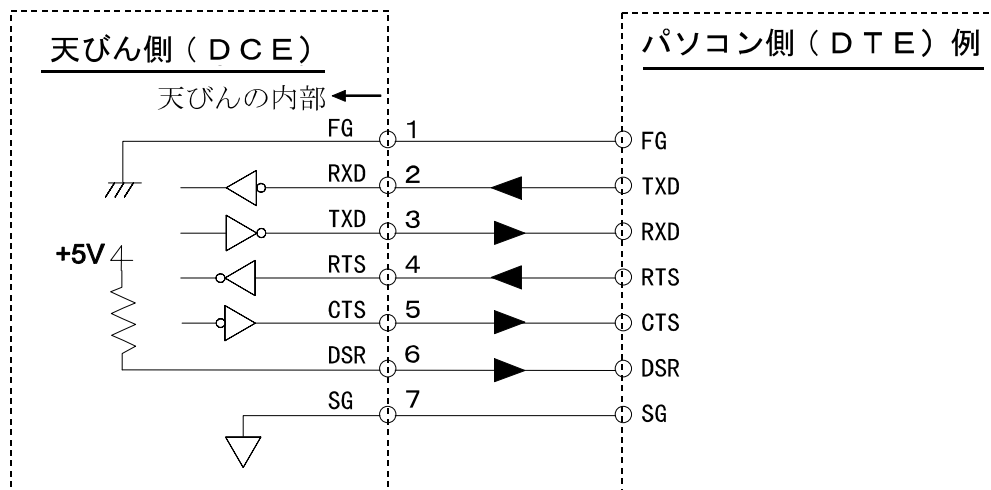 天びん側（ＤＣＥ）
パソコン側（ＤＴＥ）例
天びんの内部
FG 1 FG
RXD 2 TXD
TXD 3 RXD
+5V
RTS 4 RTS
CTS 5 CTS
DSR 6 DSR
SG 7 SG